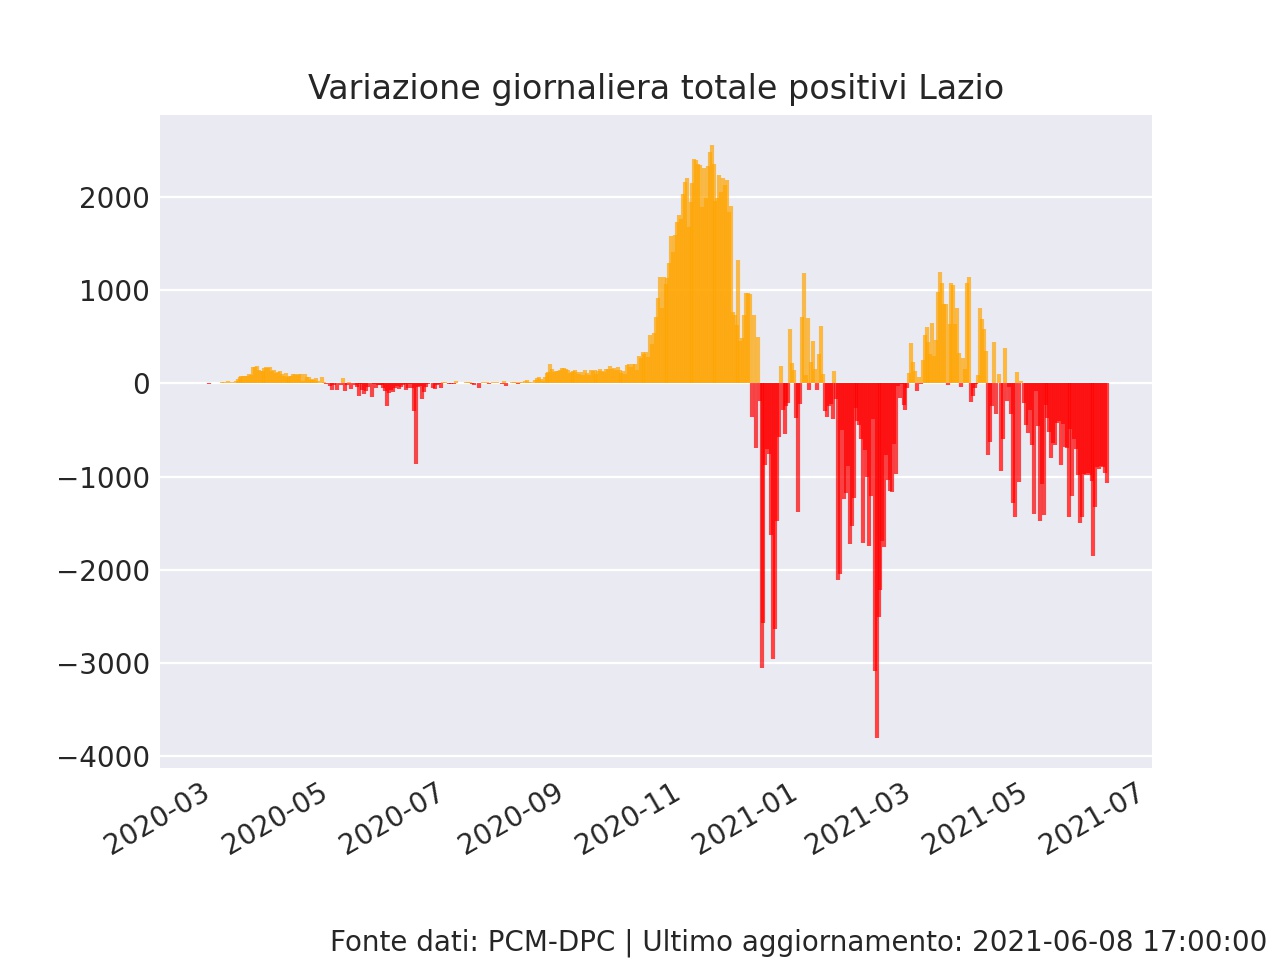 Variazione giornaliera totale positivi Lazio
2000
1000
0
−1000
−2000
−3000
−4000
2020-03 2020-05 2020-07 2020-09 2020-11 2021-01 2021-03 2021-05 2021-07
Fonte dati: PCM-DPC | Ultimo aggiornamento: 2021-06-08 17:00:00